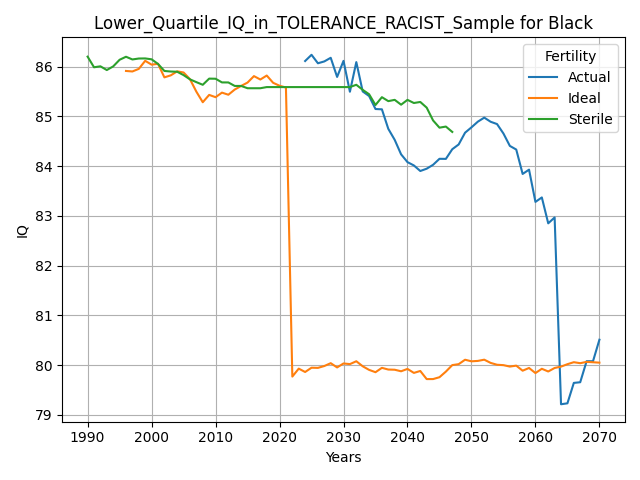 Lower_Quartile_IQ_in_TOLERANCE_RACIST_Sample for Black
Fertility
Actual
Ideal
Sterile
86
85
84
83
82
81
80
79
IQ
1990
2000
2010
2020
2030
2040
2050
2060
2070
Years